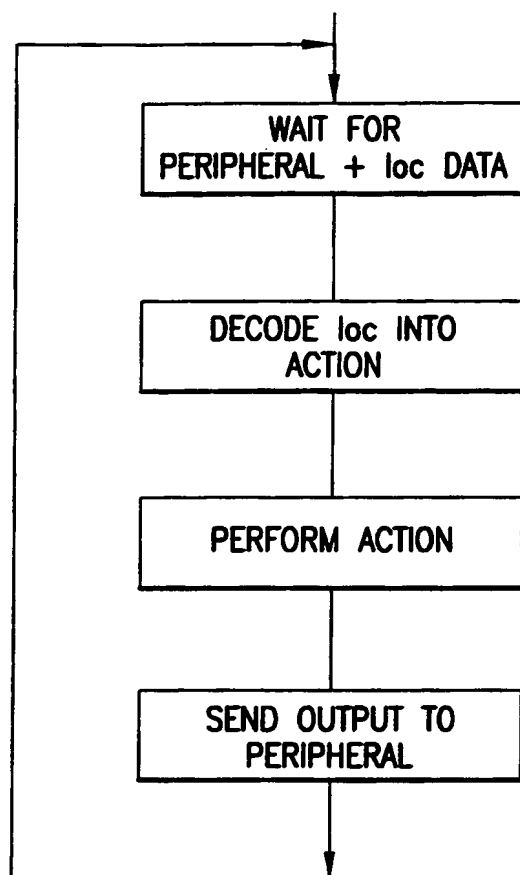 WAIT FOR
PERIPHERAL + loc DATA
DECODE loc INTO
ACTION
PERFORM ACTION
SEND OUTPUT TO
PERIPHERAL